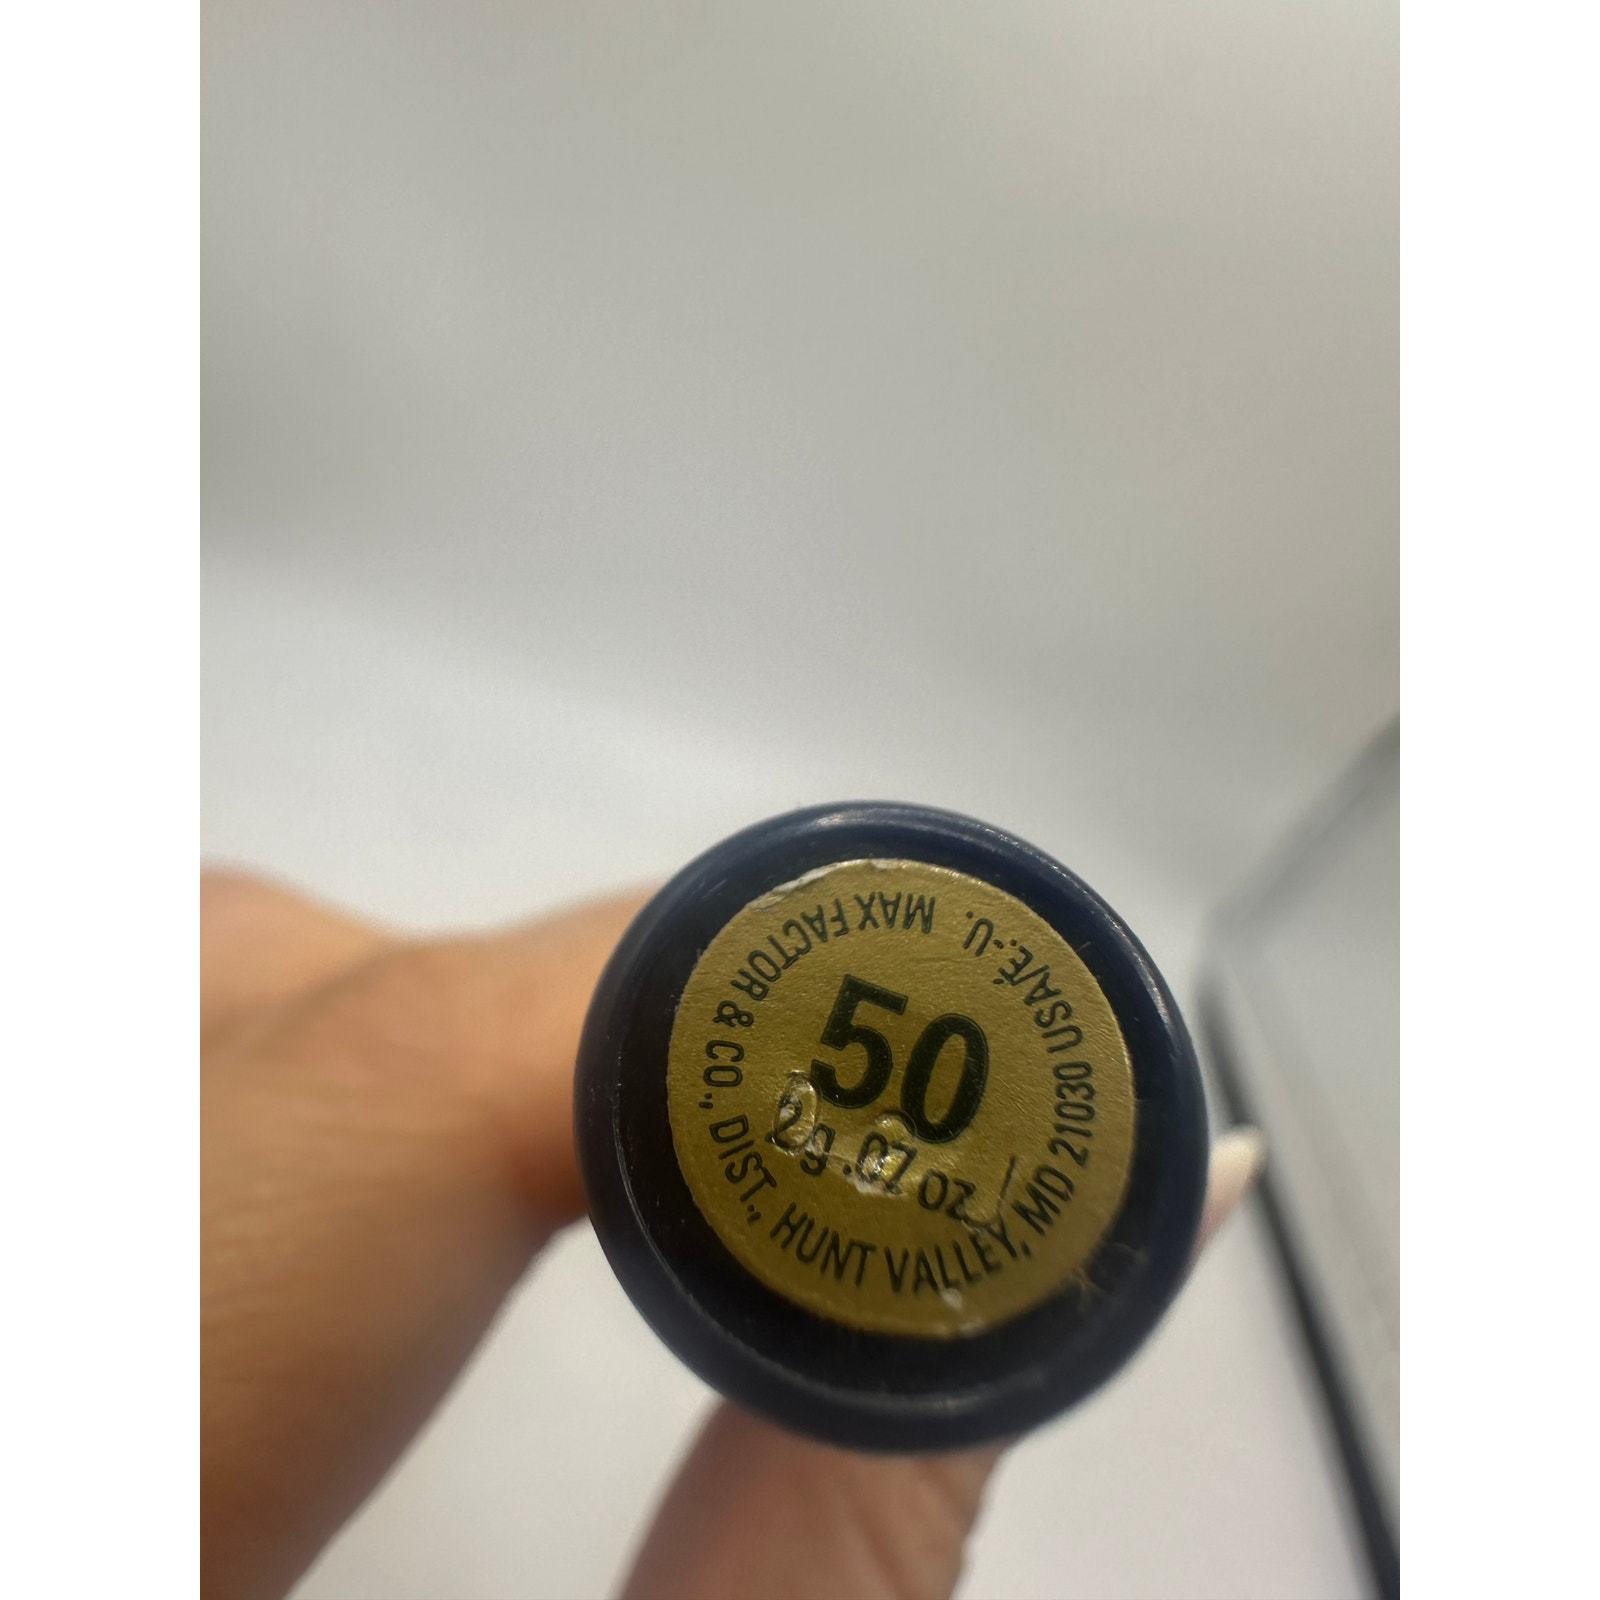 50
2g .07 OZ
MAX FACTOR & CO., DIST., HUNT VALLEY, MD 21030 USA/É.-U.